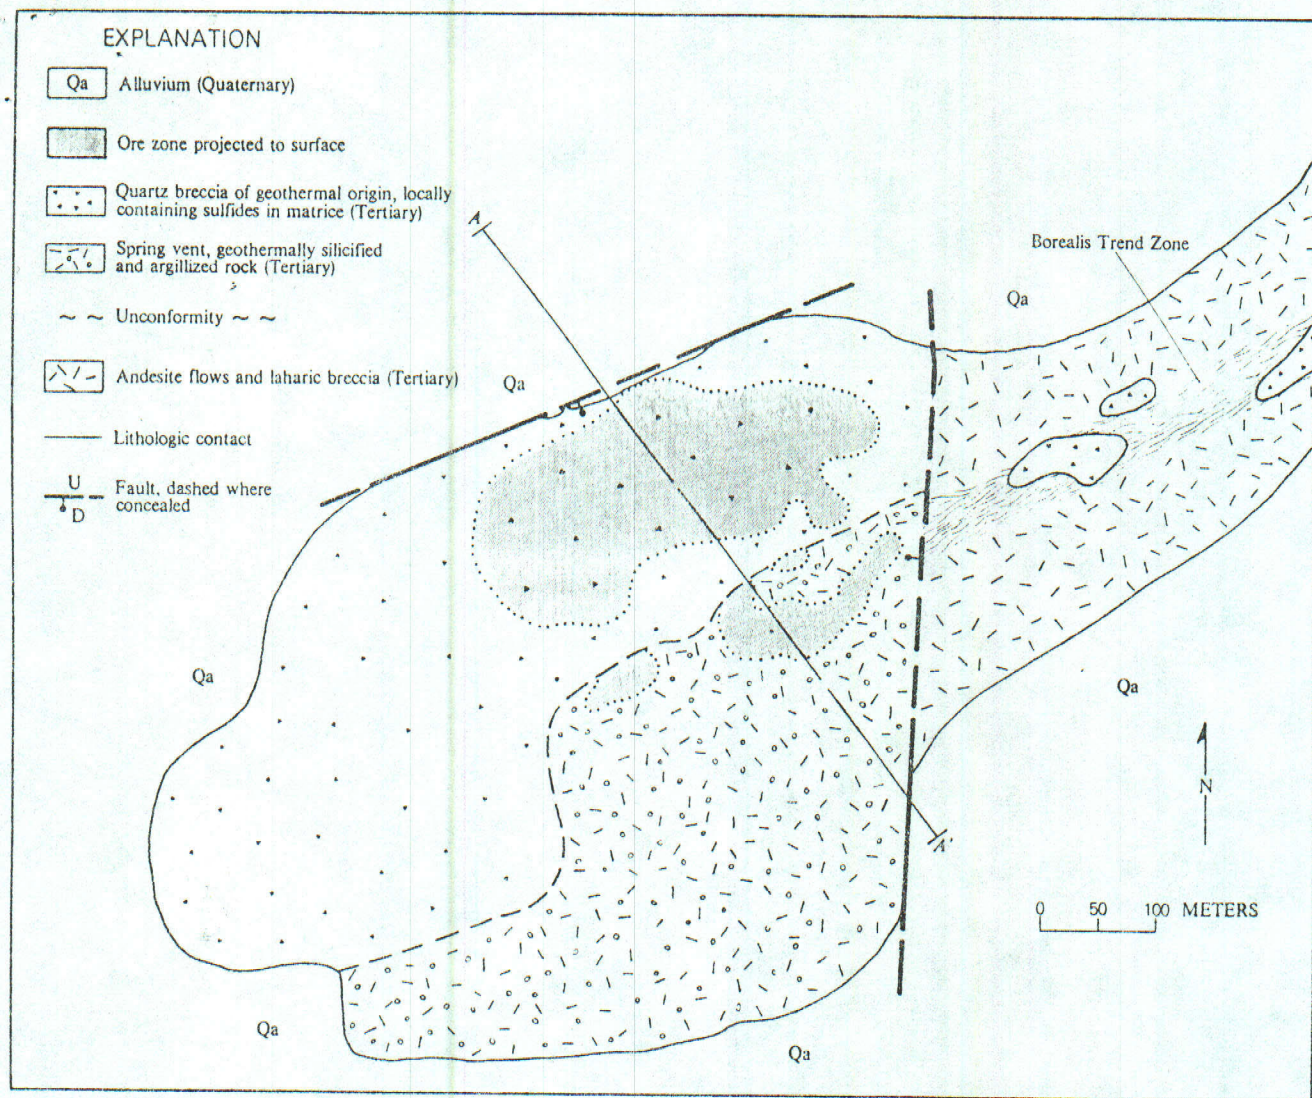 EXPLANATION
Qa Alluvium (Quaternary)
Ore zone projected to surface
Quartz breccia of geothermal origin, locally
containing sulfides in matrice (Tertiary)
Spring vent, geothermally silicified
and argillized rock (Tertiary)
~ ~ Unconformity ~ ~
Andesite flows and laharic breccia (Tertiary)
Lithologic contact
U
D
Fault, dashed where
concealed
A
Borealis Trend Zone
Qa
Qa
Qa
Qa
N
A'
0 50 100 METERS
Qa
Qa